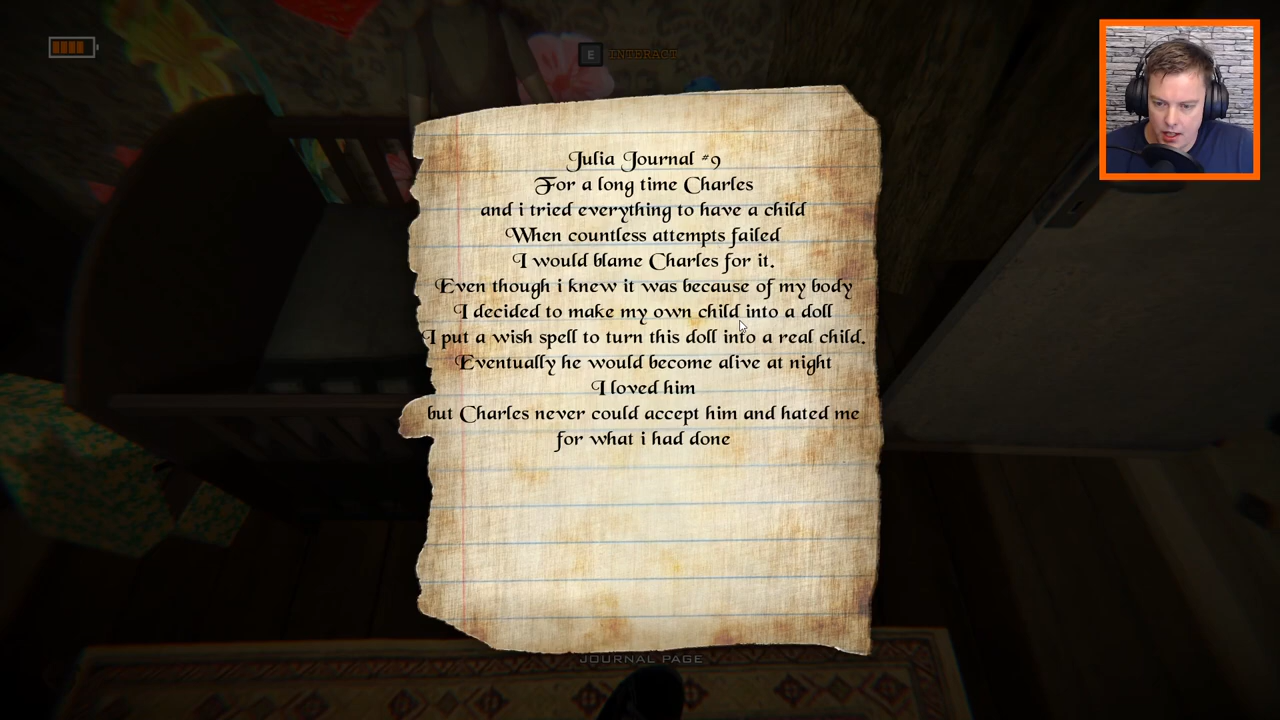 E INTERACT
Julia Journal #9
For a long time Charles
and i tried everything to have a child
When countless attempts failed
I would blame Charles for it.
Even though i knew it was because of my body
I decided to make my own child into a doll
I put a wish spell to turn this doll into a real child.
Eventually he would become alive at night
I loved him
but Charles never could accept him and hated me
for what i had done
JOURNAL PAGE